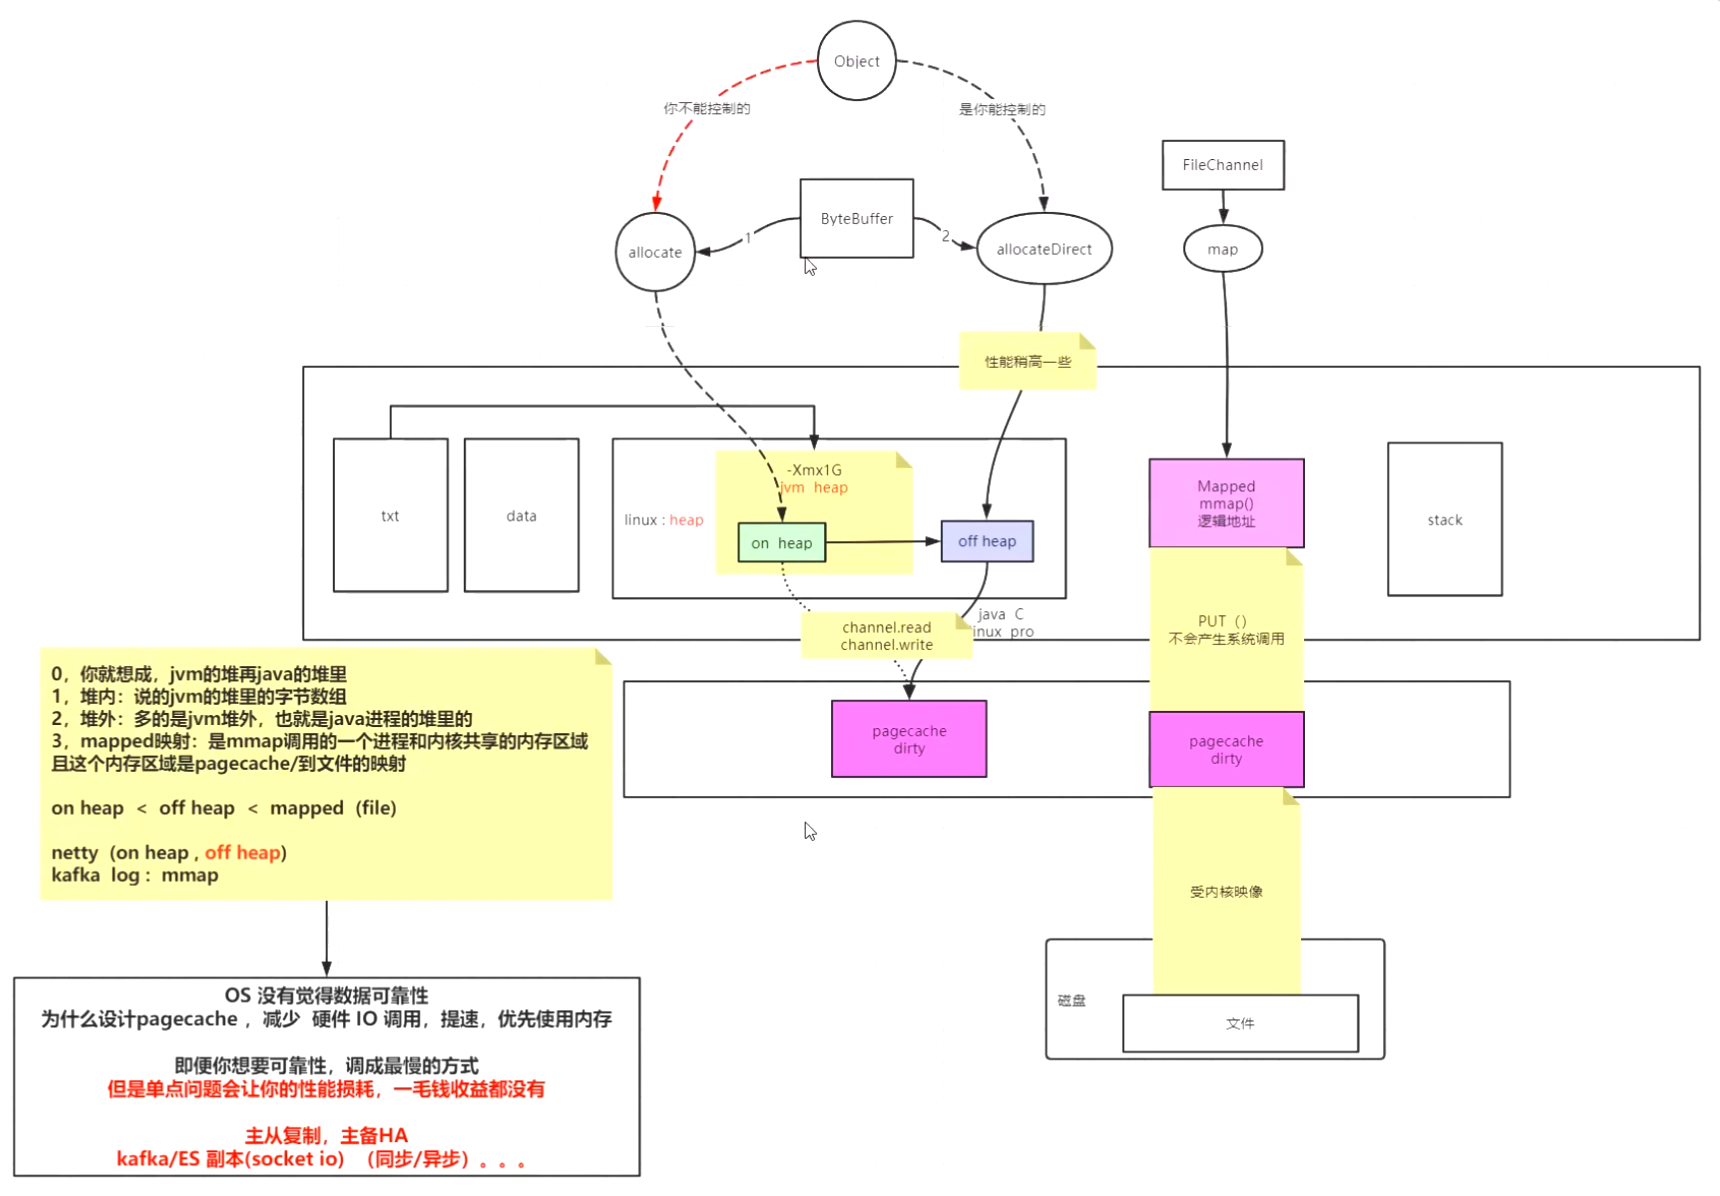 Object
你不能控制的
是你能控制的
FileChannel
ByteBuffer
1
2
allocate
allocateDirect
map
性能稍高一些
txt
data
linux : heap
-Xmx1G
jvm heap
on heap
off heap
Mapped
mmap()
逻辑地址
stack
java C
inux pro
channel.read
channel.write
PUT（）
不会产生系统调用
pagecache
dirty
pagecache
dirty
受内核映像
磁盘
文件
0，你就想成，jvm的堆再java的堆里
1，堆内：说的jvm的堆里的字节数组
2，堆外：多的是jvm堆外，也就是java进程的堆里的
3，mapped映射：是mmap调用的一个进程和内核共享的内存区域
且这个内存区域是pagecache/到文件的映射
on heap < off heap < mapped（file）
netty（on heap , off heap）
kafka log : mmap
OS 没有觉得数据可靠性
为什么设计pagecache ，减少 硬件 IO 调用，提速，优先使用内存
即便你想要可靠性，调成最慢的方式
但是单点问题会让你的性能损耗，一毛钱收益都没有
主从复制，主备HA
kafka/ES 副本(socket io) （同步/异步）。。。